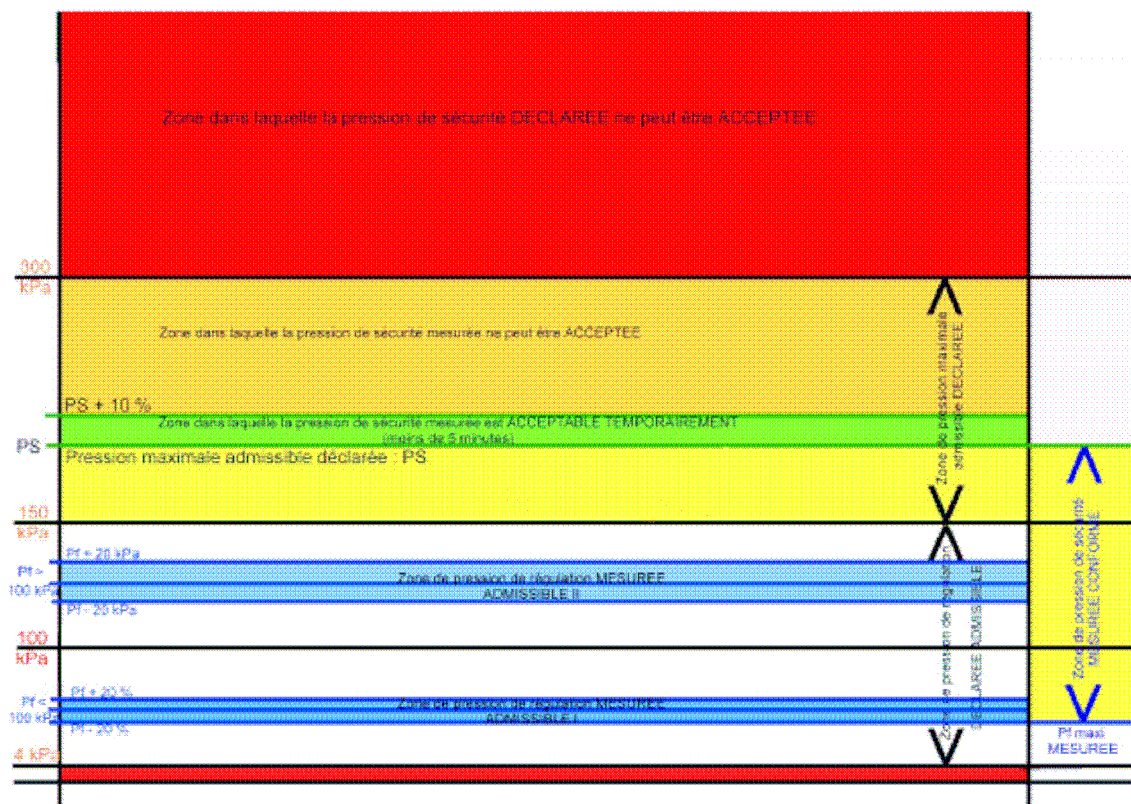 Zone dans laquelle la pression de sécurité DECLAREE ne peut être ACCEPTEE
300
kPa
Zone dans laquelle la pression de sécurité mesurée ne peut être ACCEPTEE
Zone de pression maximale
admissible DECLAREE
PS + 10 %
Zone dans laquelle la pression de sécurité mesurée est ACCEPTABLE TEMPORAIREMENT
(moins de 5 minutes)
PS
Pression maximale admissible déclarée : PS
150
kPa
Pf + 20 kPa
Pf >
100 kPa
Zone de pression de régulation MESUREE
ADMISSIBLE II
Pf - 20 kPa
Zone de pression de régulation
DECLAREE ADMISSIBLE
Zone de pression de sécurité
MESUREE CONFORME
100
kPa
Pf + 20 %
Pf <
100 kPa
Zone de pression de régulation MESUREE
ADMISSIBLE I
Pf - 20 %
Pf maxi
MESUREE
4 kPa